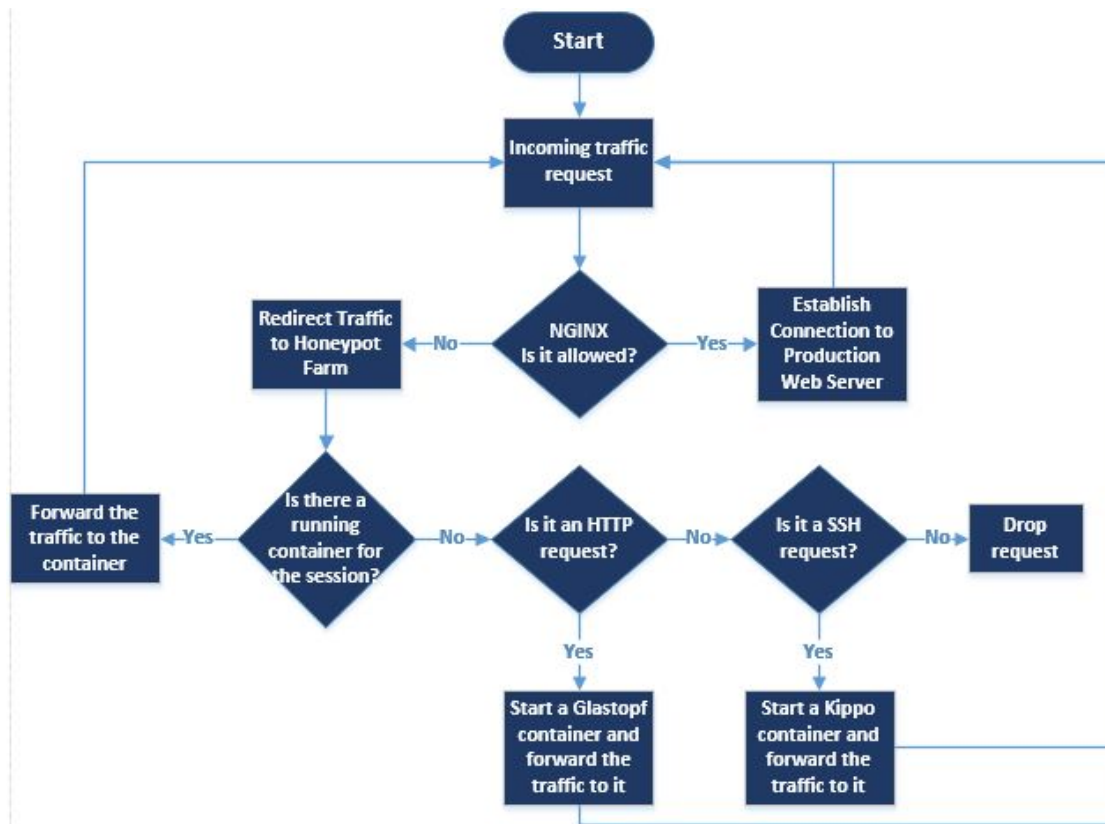 Start
Incoming traffic
request
NGINX
Is it allowed?
No
Yes
Redirect Traffic
to Honeypot
Farm
Establish
Connection to
Production
Web Server
Is there a
running
container for
the session?
Yes
No
Forward the
traffic to the
container
Is it an HTTP
request?
No
Is it a SSH
request?
No
Drop
request
Yes
Yes
Start a Glastopf
container and
forward the
traffic to it
Start a Kippo
container and
forward the
traffic to it